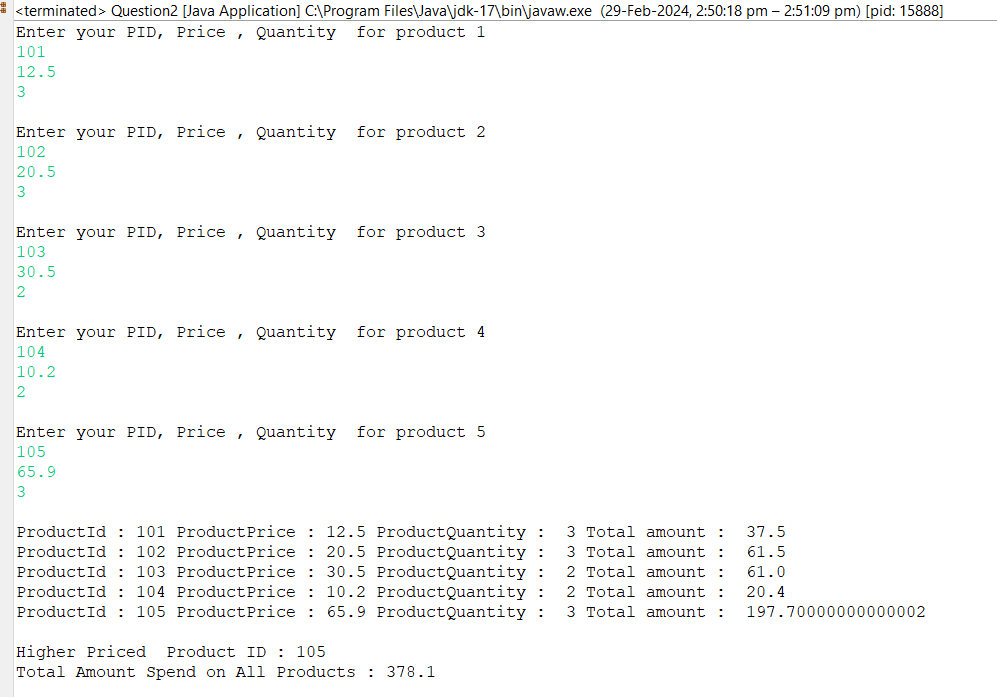 <terminated> Question2 [Java Application] C:\Program Files\Java\jdk-17\bin\javaw.exe  (29-Feb-2024, 2:50:18 pm – 2:51:09 pm) [pid: 15888]
Enter your PID, Price , Quantity  for product 1
101
12.5
3
Enter your PID, Price , Quantity  for product 2
102
20.5
3
Enter your PID, Price , Quantity  for product 3
103
30.5
2
Enter your PID, Price , Quantity  for product 4
104
10.2
2
Enter your PID, Price , Quantity  for product 5
105
65.9
3
ProductId : 101 ProductPrice : 12.5 ProductQuantity :  3 Total amount :  37.5
ProductId : 102 ProductPrice : 20.5 ProductQuantity :  3 Total amount :  61.5
ProductId : 103 ProductPrice : 30.5 ProductQuantity :  2 Total amount :  61.0
ProductId : 104 ProductPrice : 10.2 ProductQuantity :  2 Total amount :  20.4
ProductId : 105 ProductPrice : 65.9 ProductQuantity :  3 Total amount :  197.70000000000002
Higher Priced  Product ID : 105
Total Amount Spend on All Products : 378.1